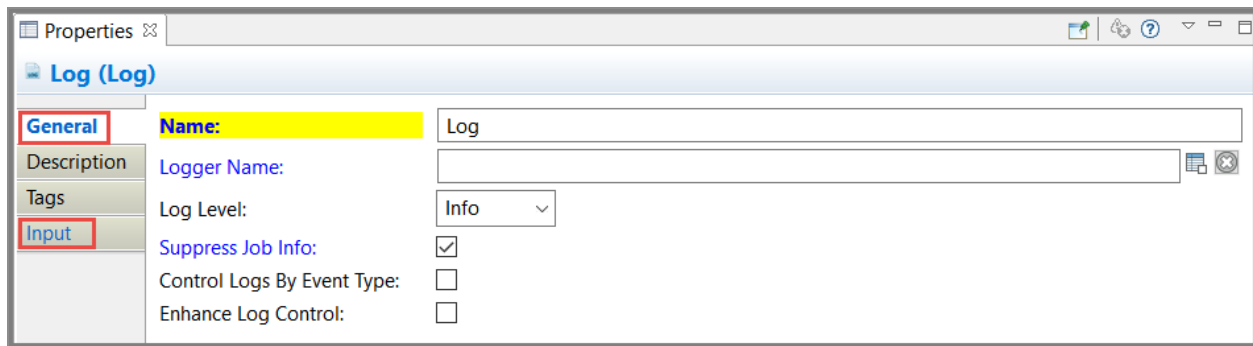 Properties
Log (Log)
General
Name:
Log
Description
Logger Name:
Tags
Log Level:
Info
Input
Suppress Job Info:
Control Logs By Event Type:
Enhance Log Control: